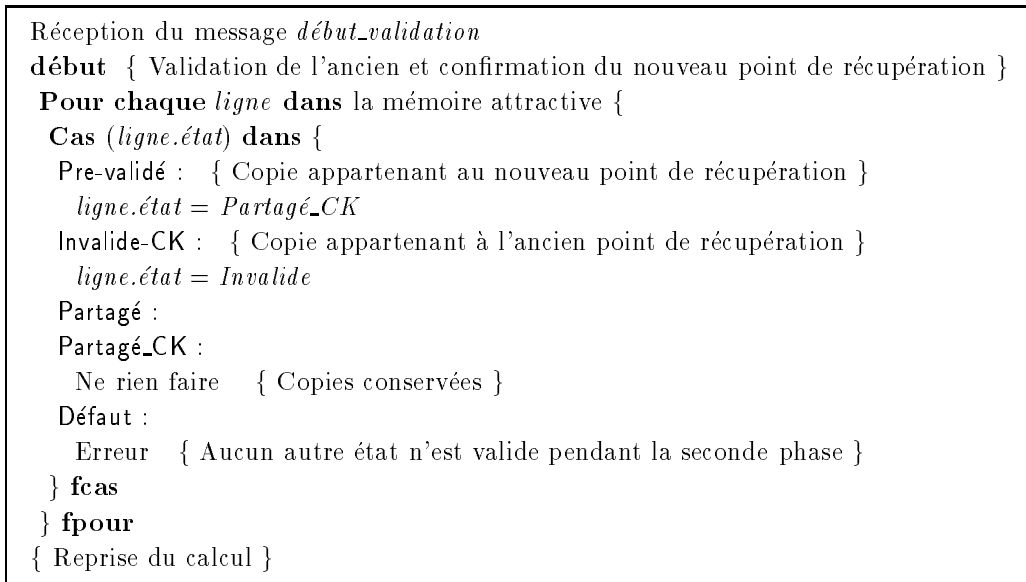 Réception du message début_validation
début { Validation de l'ancien et confirmation du nouveau point de récupération }
Pour chaque ligne dans la mémoire attractive {
Cas (ligne.état) dans {
Pre-validé : { Copie appartenant au nouveau point de récupération }
ligne.état = Partagé_CK
Invalide-CK : { Copie appartenant à l'ancien point de récupération }
ligne.état = Invalide
Partagé :
Partagé_CK :
Ne rien faire { Copies conservées }
Défaut :
Erreur { Aucun autre état n'est valide pendant la seconde phase }
} fcas
} fpour
{ Reprise du calcul }